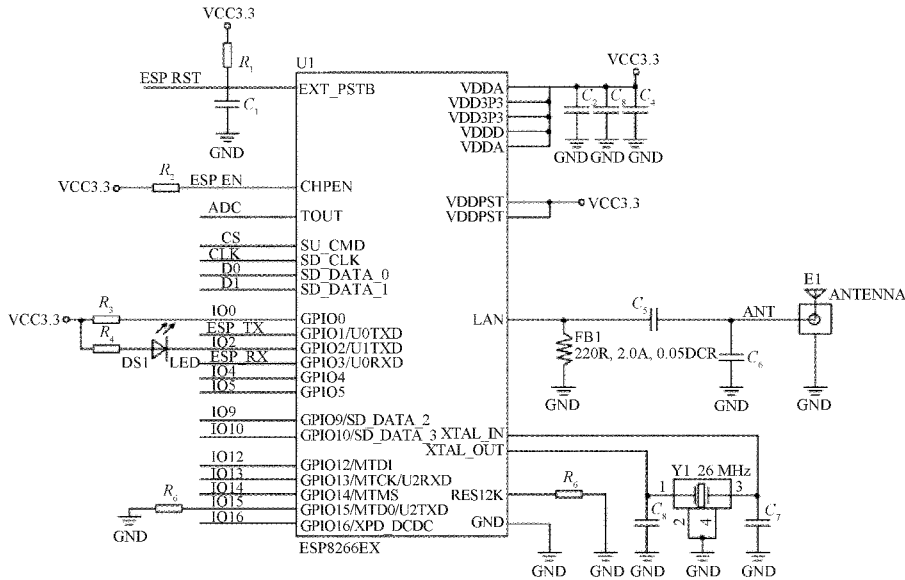 VCC3.3
R1
U1
VCC3.3
ESP RST
EXT_PSTB
VDDA
C1
VDD3P3
C2 C8 C4
VDD3P3
VDDD
GND
VDDA
GND GND GND
R2
ESP EN
VCC3.3
CHPEN
VDDPST
VCC3.3
ADC
TOUT
VDDPST
CS
SU_CMD
CLK
SD_CLK
D0
SD_DATA_0
D1
SD_DATA_1
E1
ANTENNA
R3
IO0
C5
VCC3.3
GPIO0
LAN
ANT
ESP_TX
GPIO1/U0TXD
FB1
R4
IO2
GPIO2/U1TXD
220R, 2.0A, 0.05DCR
C6
DS1
LED
ESP_RX
GPIO3/U0RXD
IO4
GPIO4
IO5
GPIO5
GND
GND
GND
IO9
GPIO9/SD_DATA_2
IO10
GPIO10/SD_DATA_3
XTAL_IN
XTAL_OUT
IO12
GPIO12/MTDI
Y1 26 MHz
IO13
GPIO13/MTCK/U2RXD
R6
1
3
IO14
GPIO14/MTMS
RES12K
R6
IO15
GPIO15/MTD0/U2TXD
C8
2
4
C7
IO16
GPIO16/XPD_DCDC
GND
GND
ESP8266EX
GND
GND
GND
GND
GND